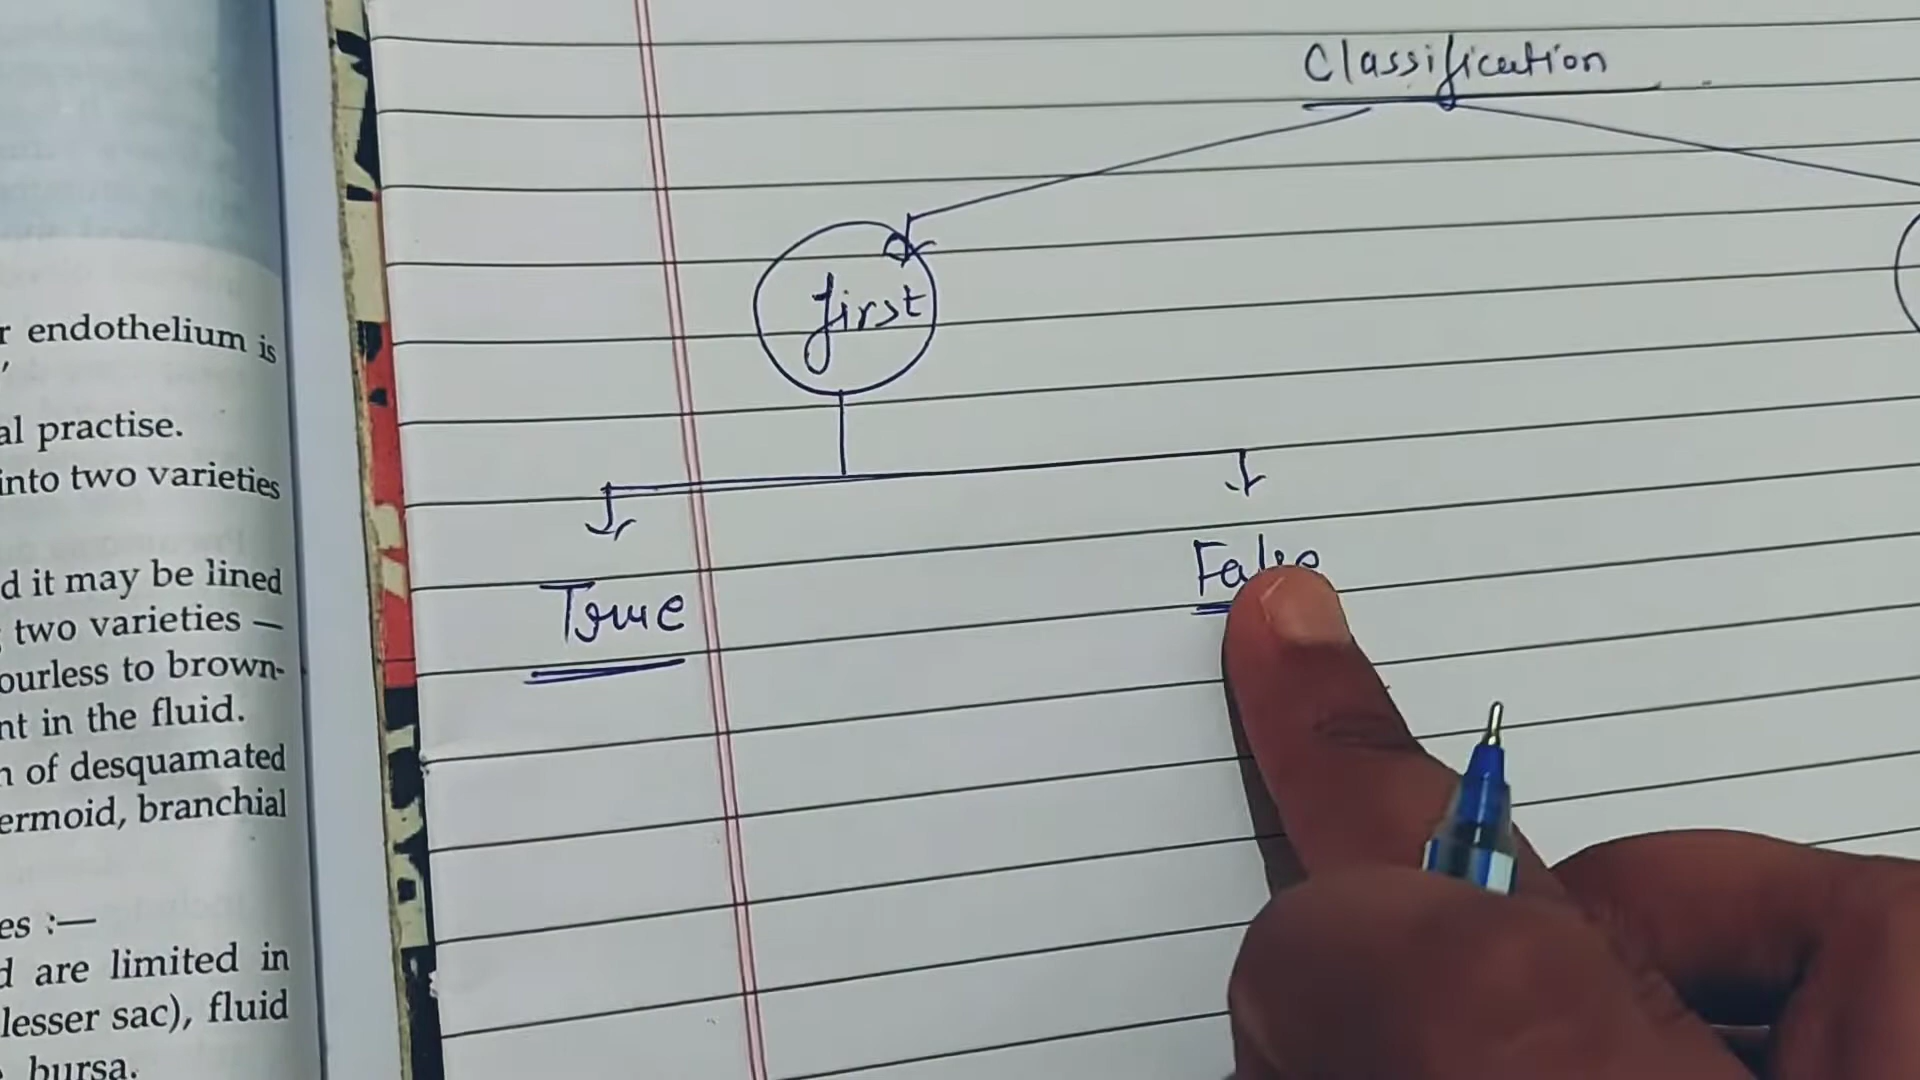 r endothelium is
al practise.
into two varieties
d it may be lined
two varieties —
ourless to brown-
nt in the fluid.
n of desquamated
ermoid, branchial
es :—
d are limited in
lesser sac), fluid
bursa.
Classification
first
True
False